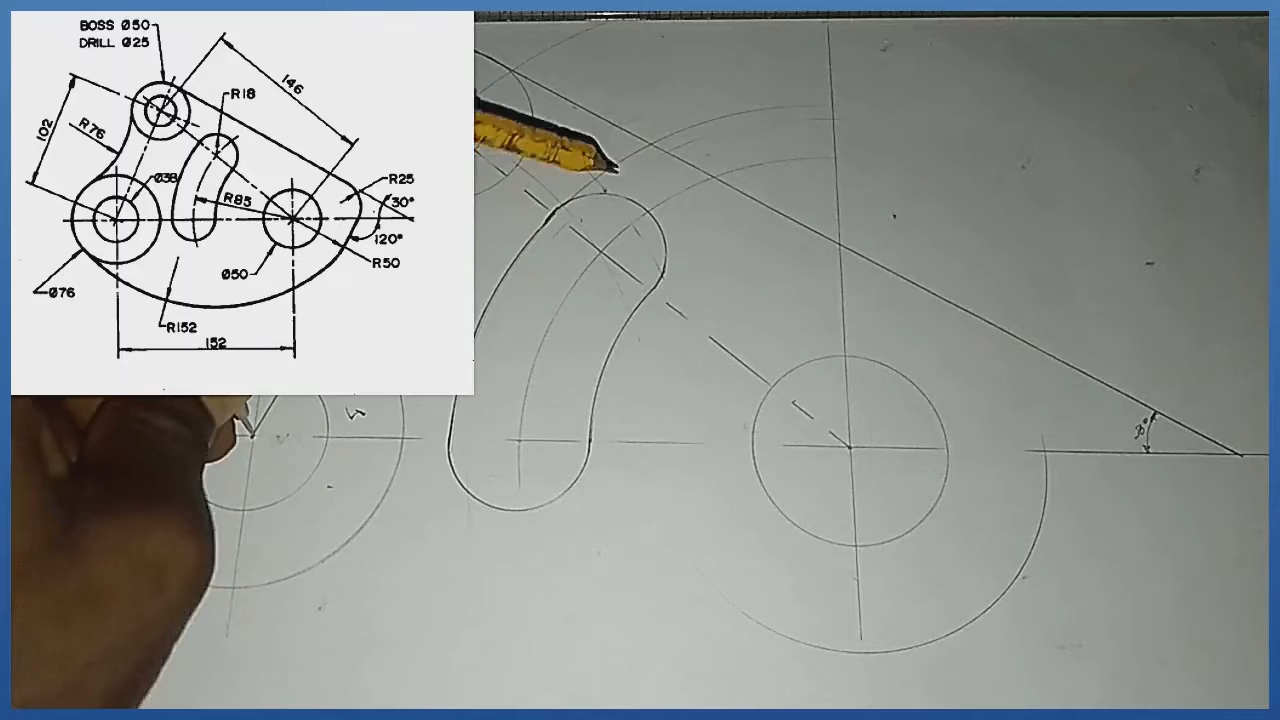 BOSS Ø50
DRILL Ø25
146
R18
102
R76
Ø38
R85
R25
30°
120°
Ø50
R50
Ø76
R152
152